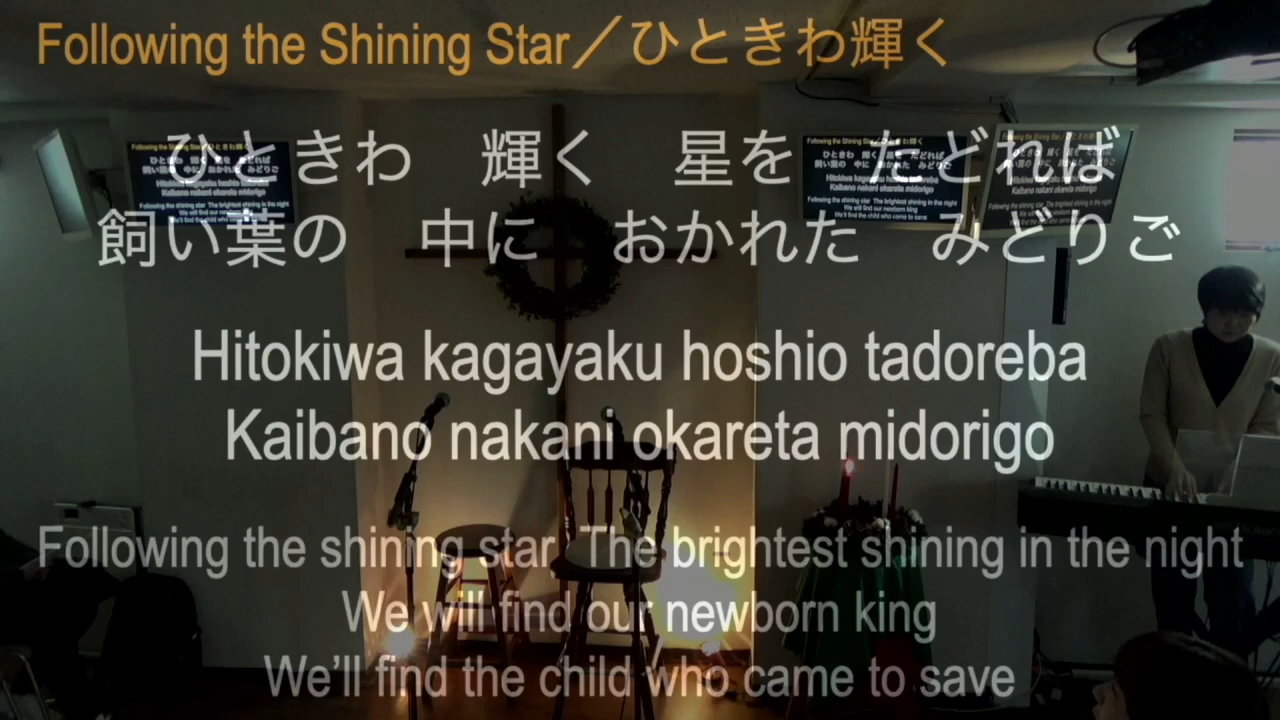 Following the Shining Star／ひときわ輝く
ひときわ　輝く　星を　たどれば
飼い葉の　中に　おかれた　みどりご
Hitokiwa kagayaku hoshio tadoreba
Kaibano nakani okareta midorigo
Following the shining star The brightest shining in the night
We will find our newborn king
We'll find the child who came to save